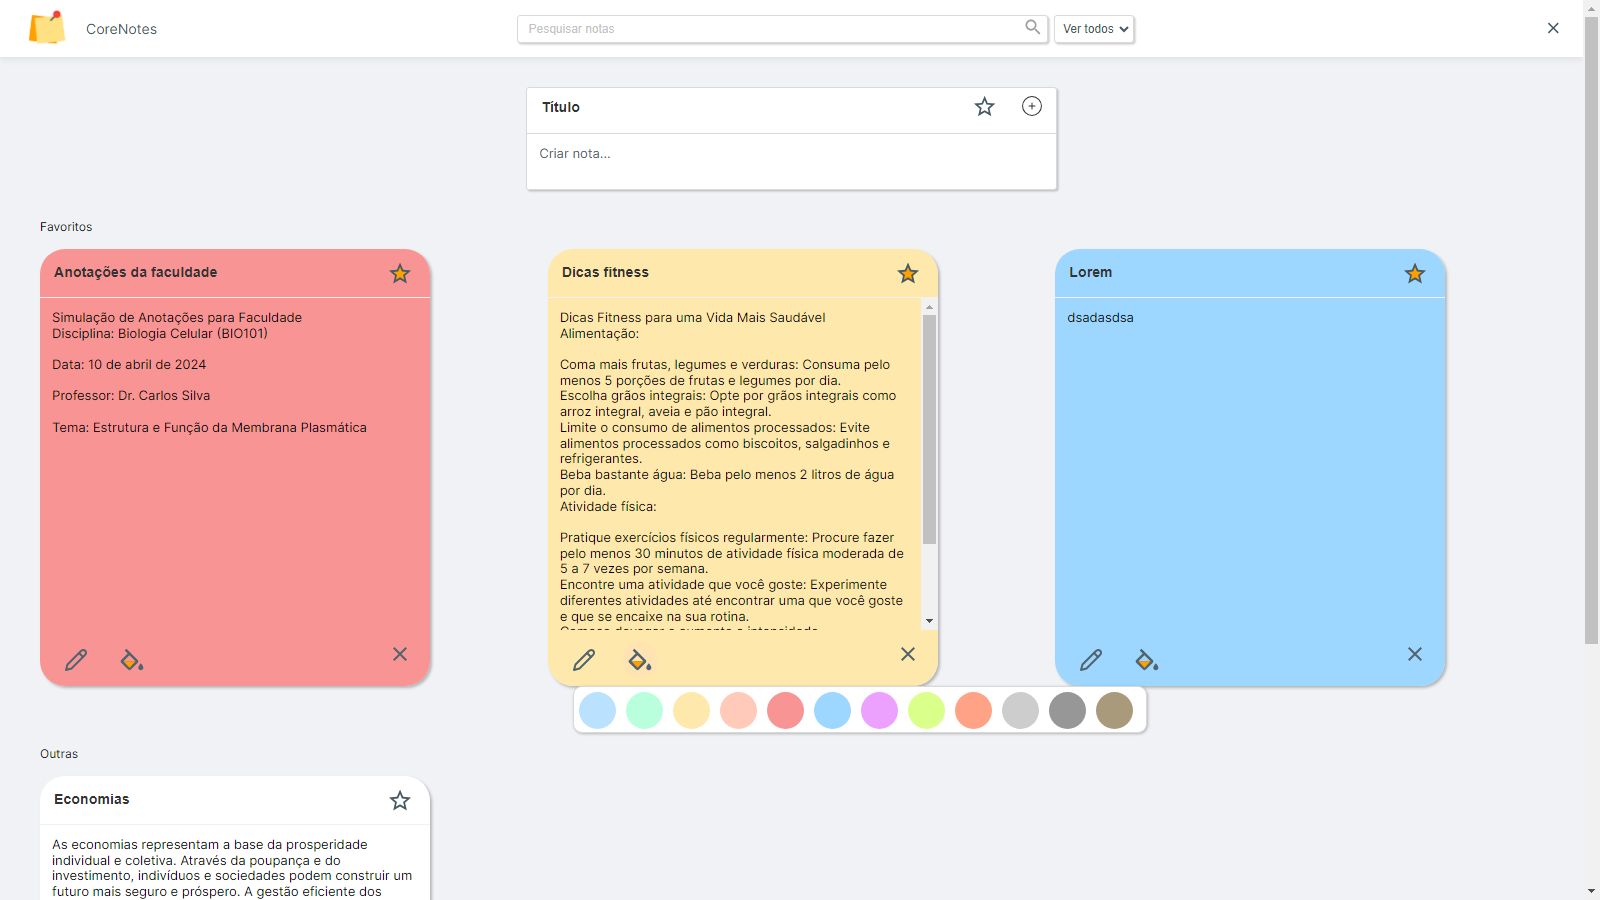 CoreNotes
Pesquisar notas
Ver todos
Título
Criar nota...
Favoritos
Anotações da faculdade
Simulação de Anotações para Faculdade
Disciplina: Biologia Celular (BIO101)
Data: 10 de abril de 2024
Professor: Dr. Carlos Silva
Tema: Estrutura e Função da Membrana Plasmática
Dicas fitness
Dicas Fitness para uma Vida Mais Saudável
Alimentação:
Coma mais frutas, legumes e verduras: Consuma pelo
menos 5 porções de frutas e legumes por dia.
Escolha grãos integrais: Opte por grãos integrais como
arroz integral, aveia e pão integral.
Limite o consumo de alimentos processados: Evite
alimentos processados como biscoitos, salgadinhos e
refrigerantes.
Beba bastante água: Beba pelo menos 2 litros de água
por dia.
Atividade física:
Pratique exercícios físicos regularmente: Procure fazer
pelo menos 30 minutos de atividade física moderada de
5 a 7 vezes por semana.
Encontre uma atividade que você goste: Experimente
diferentes atividades até encontrar uma que você goste
e que se encaixe na sua rotina.
Lorem
dsadasdsa
Outras
Economias
As economias representam a base da prosperidade
individual e coletiva. Através da poupança e do
investimento, indivíduos e sociedades podem construir um
futuro mais seguro e próspero. A gestão eficiente dos